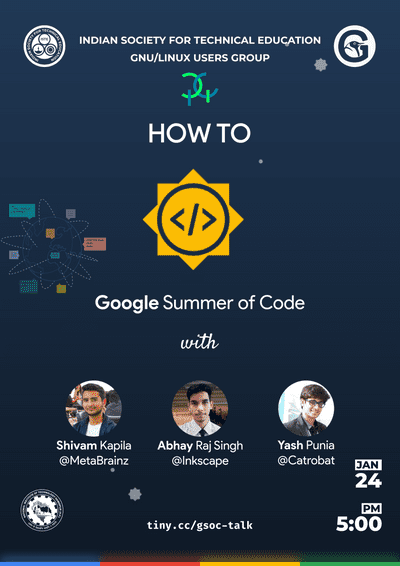 INDIAN SOCIETY FOR TECHNICAL EDUCATION
GNU/LINUX USERS GROUP
HOW TO
</>
Google Summer of Code
with
Shivam Kapila
@MetaBrainz
Abhay Raj Singh
@Inkscape
Yash Punia
@Catrobat
JAN
24
PM
5:00
tiny.cc/gsoc-talk